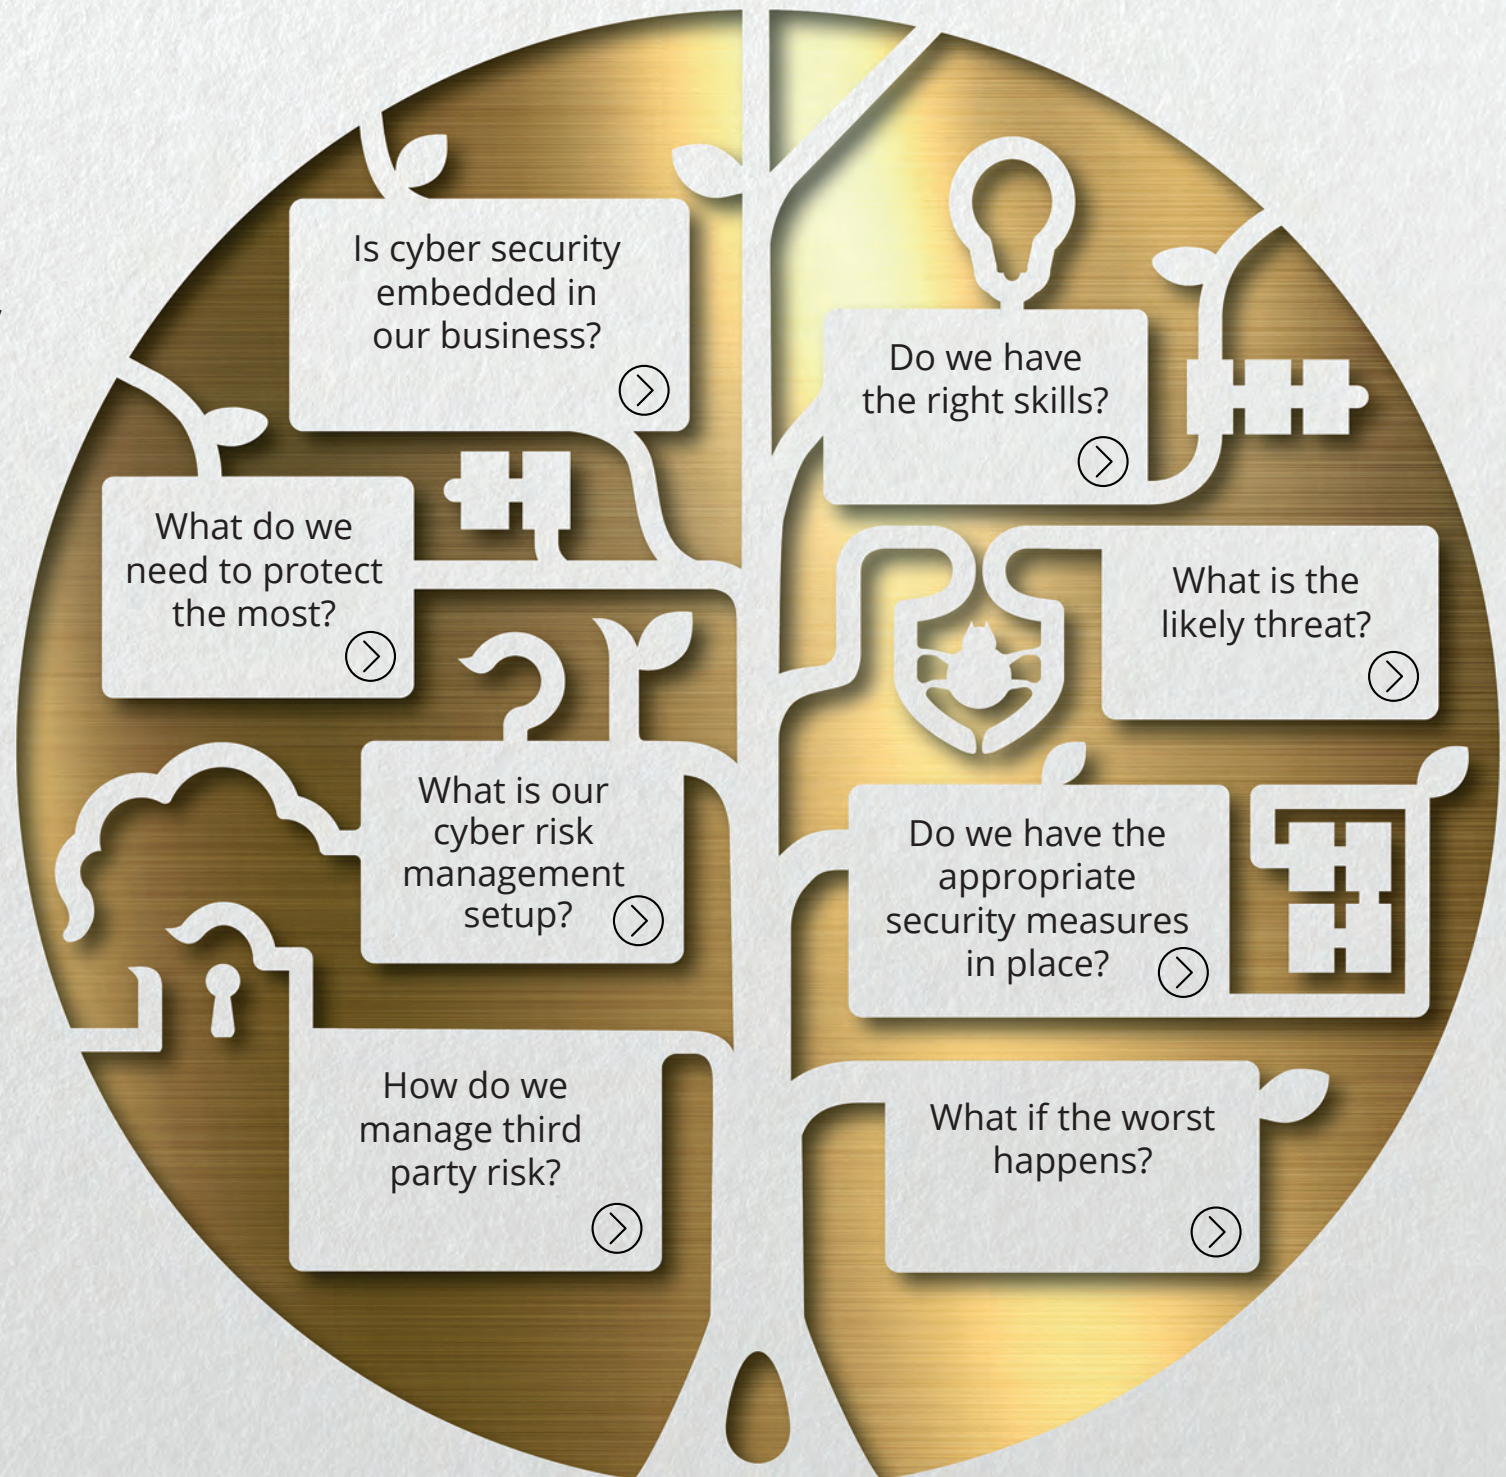 Is cyber security
embedded in
our business?
What do we
need to protect
the most?
What is our
cyber risk
management
setup?
How do we
manage third
party risk?
Do we have
the right skills?
What is the
likely threat?
Do we have the
appropriate
security measures
in place?
What if the worst
happens?